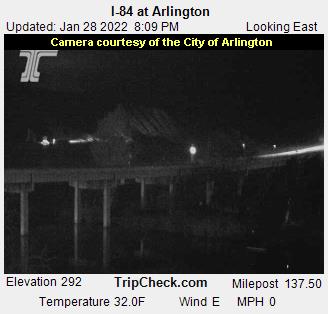 I-84 at Arlington
Updated: Jan 28 2022 8:09 PM Looking East
Camera courtesy of the City of Arlington
Elevation 292 TripCheck.com Milepost 137.50
Temperature 32.0F Wind E MPH 0